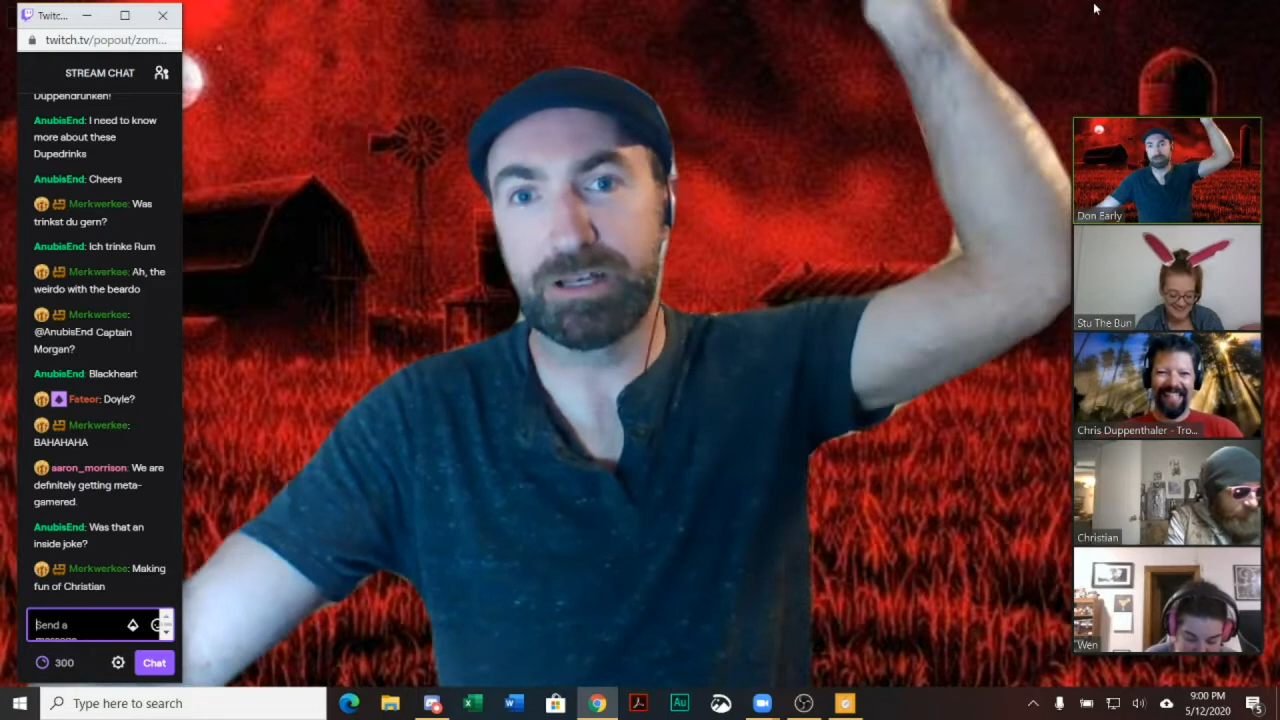 Twitc...
twitch.tv/popout/zom...
STREAM CHAT
Duppendrunken!
AnubisEnd: I need to know
more about these
Dupedrinks
AnubisEnd: Cheers
Merkwerkee: Was
trinkst du gern?
AnubisEnd: Ich trinke Rum
Merkwerkee: Ah, the
weirdo with the beardo
Merkwerkee:
@AnubisEnd Captain
Morgan?
AnubisEnd: Blackheart
Fateor: Doyle?
Merkwerkee:
BAHAHAHA
aaron_morrison: We are
definitely getting meta-
gamered.
AnubisEnd: Was that an
inside joke?
Merkwerkee: Making
fun of Christian
Send a
message
300
Chat
Don Early
Stu The Bun
Chris Duppenthaler - Tro...
Christian
Wen
Type here to search
Au
9:00 PM
5/12/2020
5